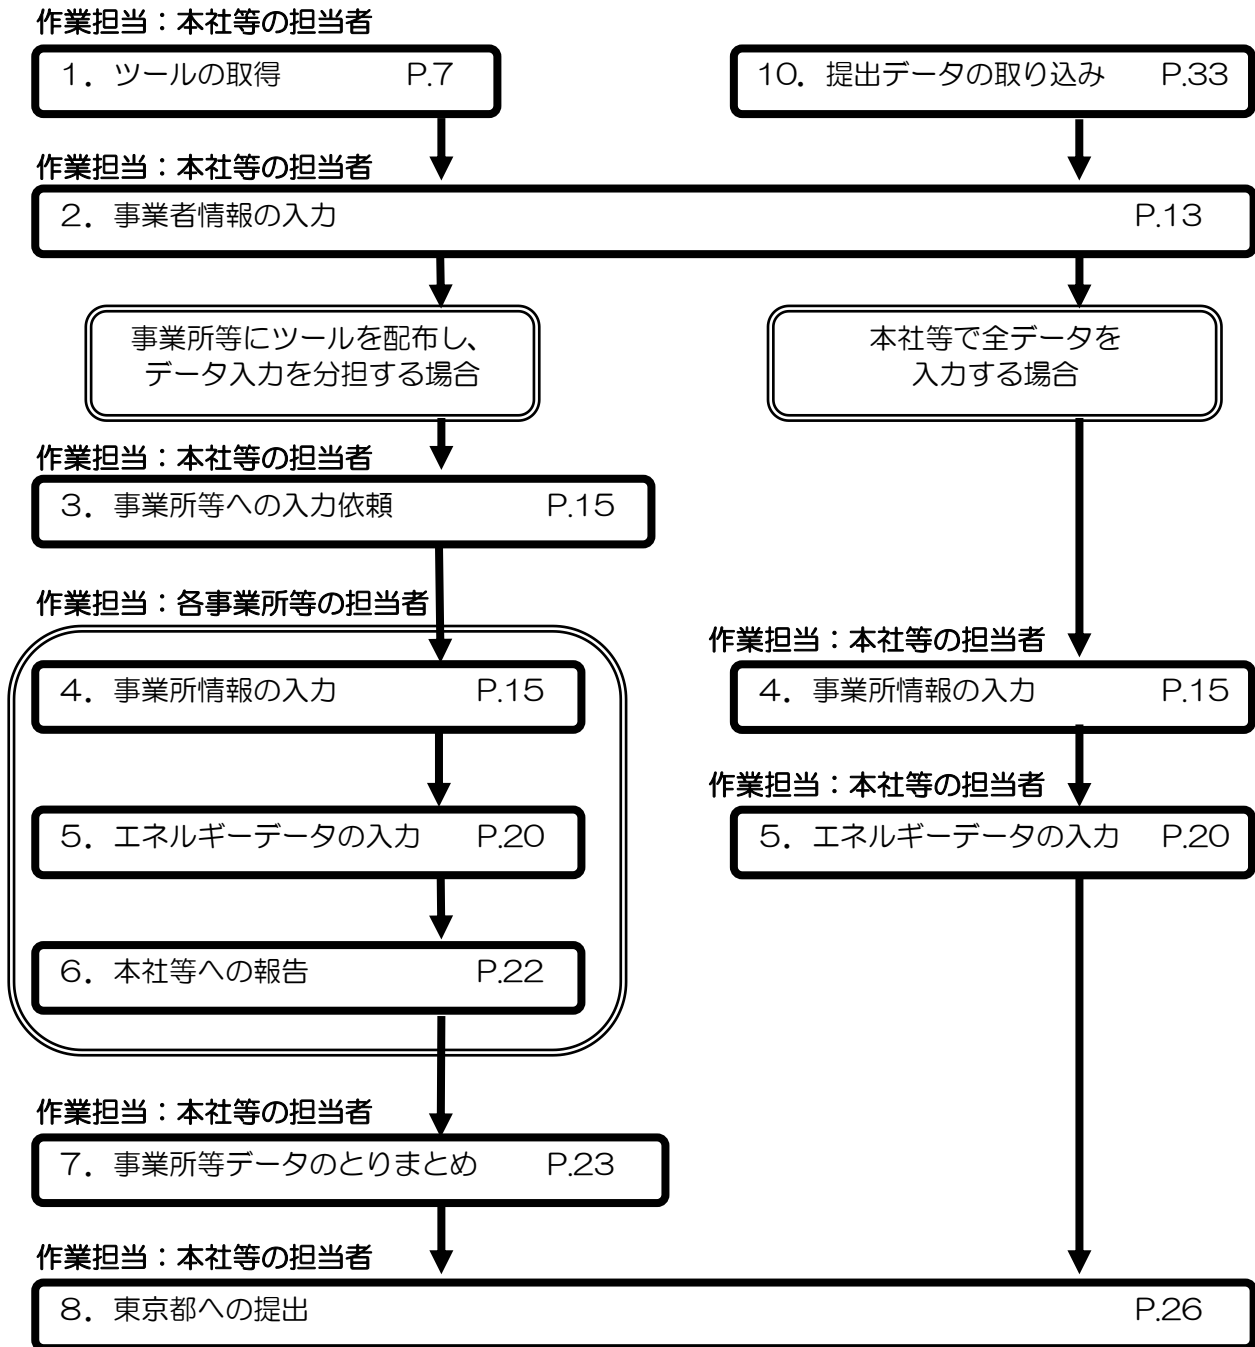 作業担当：本社等の担当者
１．ツールの取得 P.7
10．提出データの取り込み P.33
作業担当：本社等の担当者
２．事業者情報の入力 P.13
事業所等にツールを配布し、
データ入力を分担する場合
本社等で全データを
入力する場合
作業担当：本社等の担当者
３．事業所等への入力依頼 P.15
作業担当：各事業所等の担当者
４．事業所情報の入力 P.15
５．エネルギーデータの入力 P.20
６．本社等への報告 P.22
作業担当：本社等の担当者
４．事業所情報の入力 P.15
作業担当：本社等の担当者
５．エネルギーデータの入力 P.20
作業担当：本社等の担当者
７．事業所等データのとりまとめ P.23
作業担当：本社等の担当者
８．東京都への提出 P.26